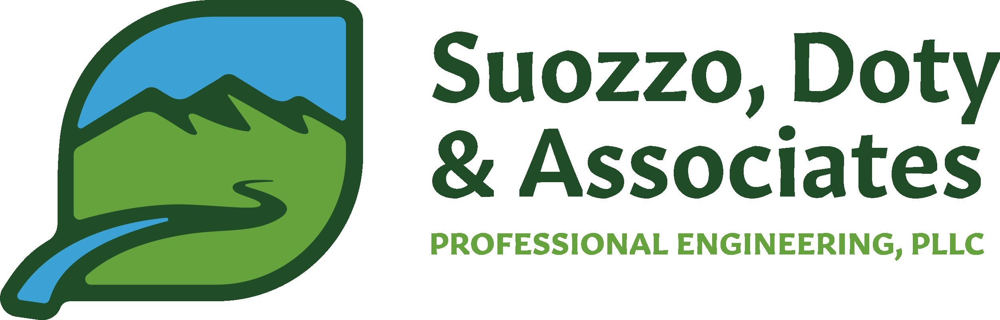 Suozzo, Doty
& Associates
PROFESSIONAL ENGINEERING, PLLC